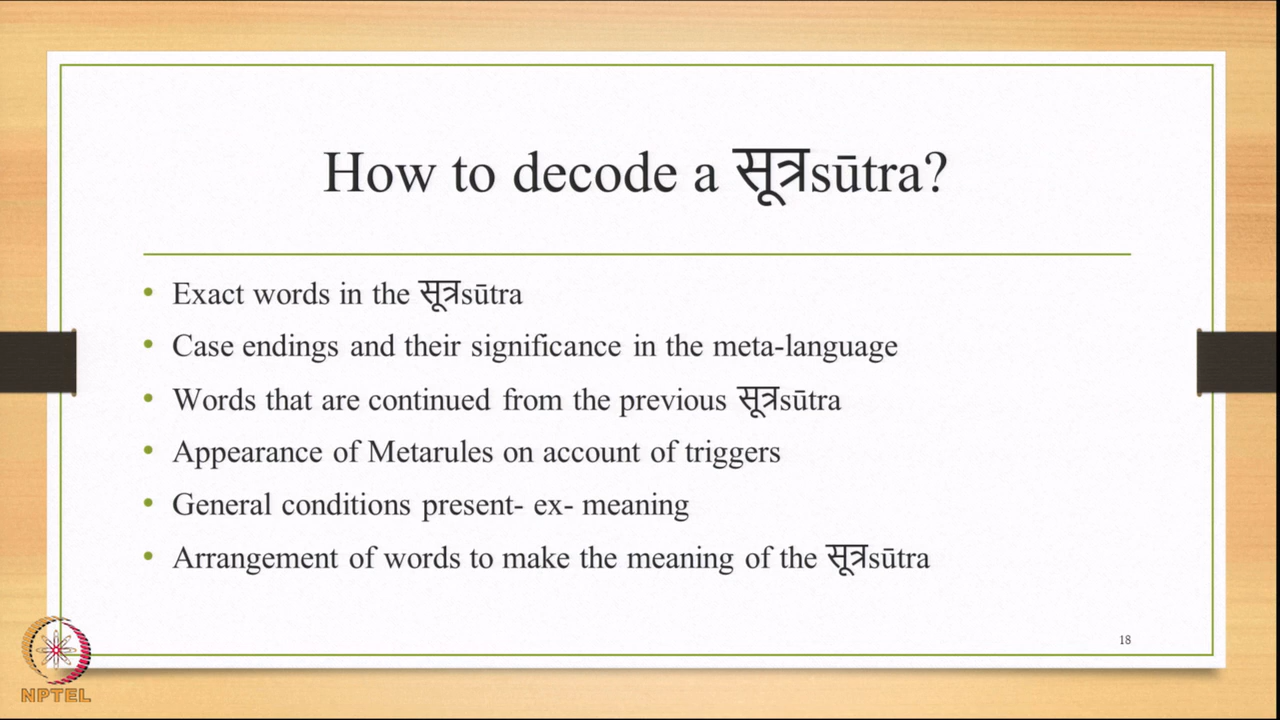 How to decode a सूत्रsūtra?
• Exact words in the सूत्रsūtra
• Case endings and their significance in the meta-language
• Words that are continued from the previous सूत्रsūtra
• Appearance of Metarules on account of triggers
• General conditions present- ex- meaning
• Arrangement of words to make the meaning of the सूत्रsūtra
18
NPTEL